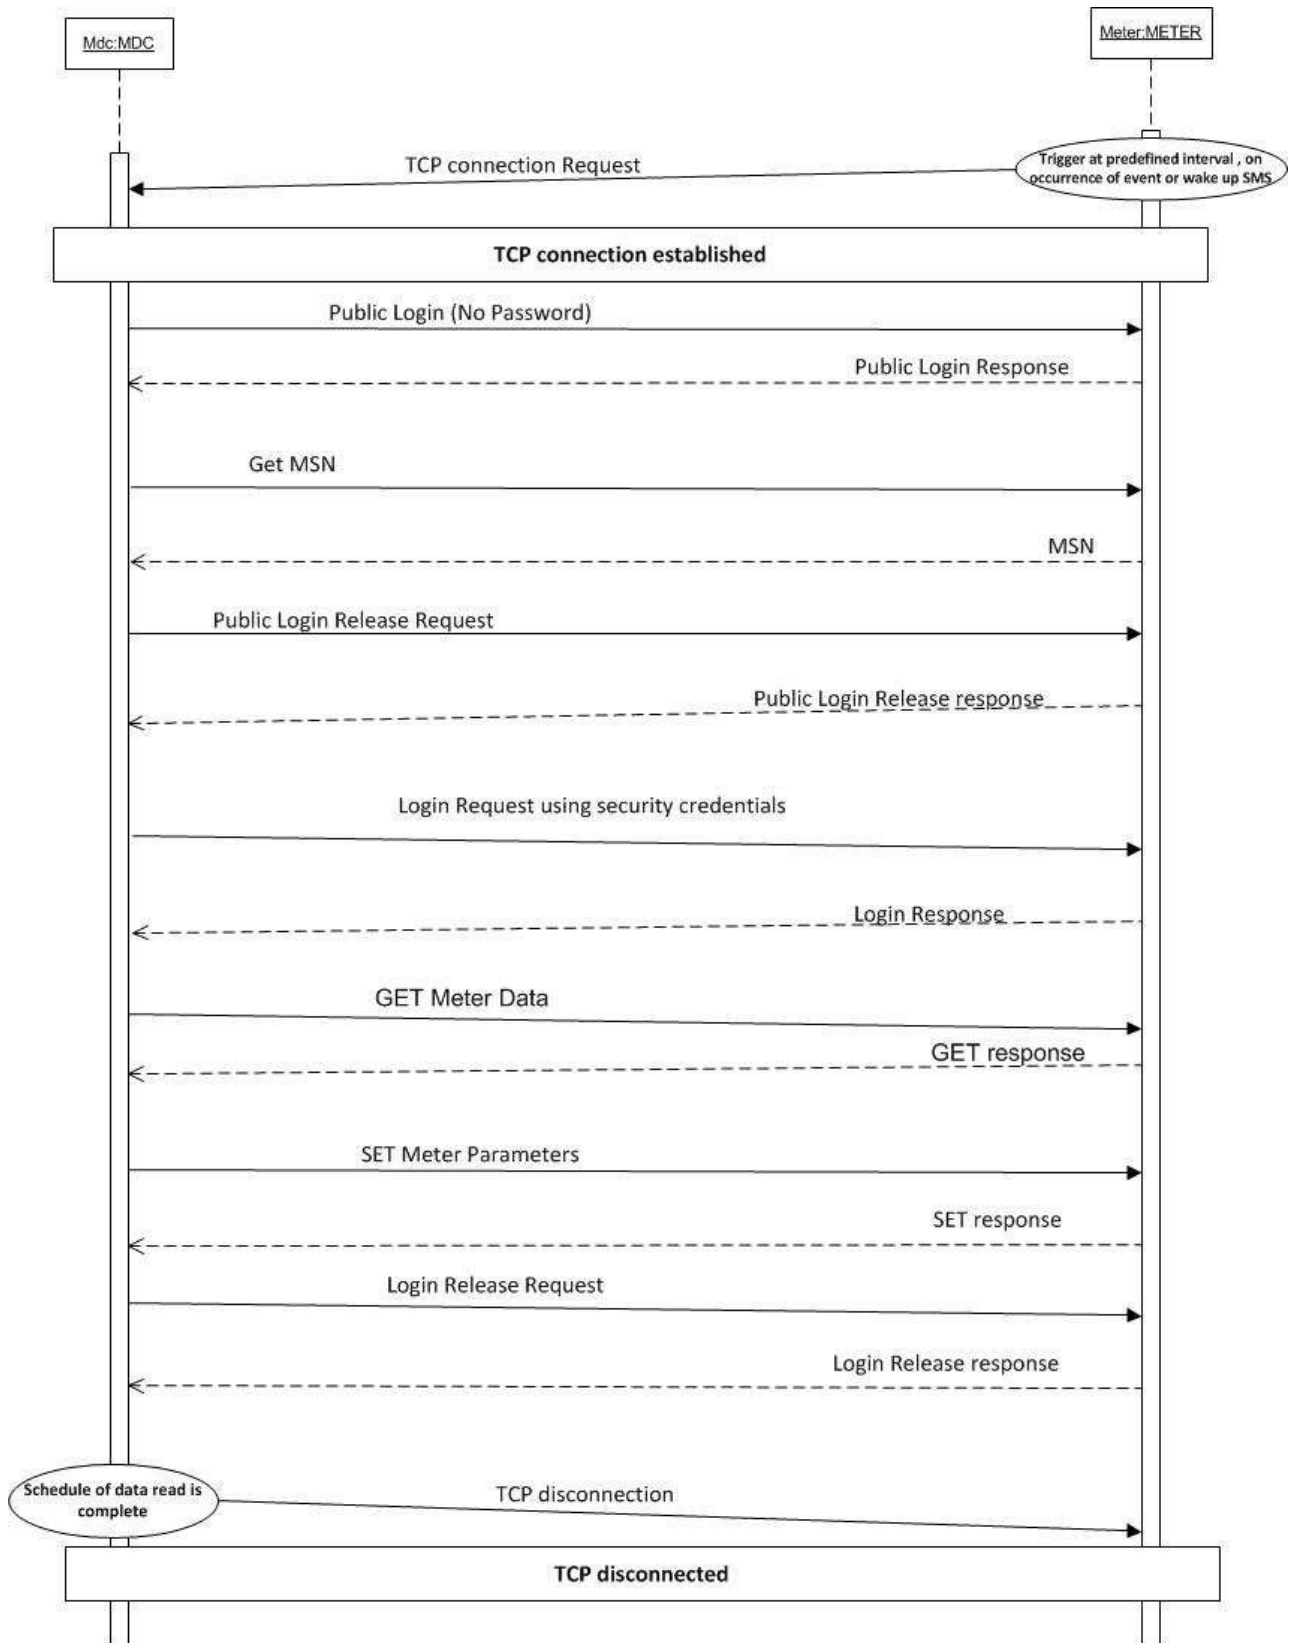 Mdc:MDC
Meter:METER
TCP connection Request
Trigger at predefined interval , on
occurrence of event or wake up SMS
TCP connection established
Public Login (No Password)
Public Login Response
Get MSN
MSN
Public Login Release Request
Public Login Release response
Login Request using security credentials
Login Response
GET Meter Data
GET response
SET Meter Parameters
SET response
Login Release Request
Login Release response
Schedule of data read is
complete
TCP disconnection
TCP disconnected